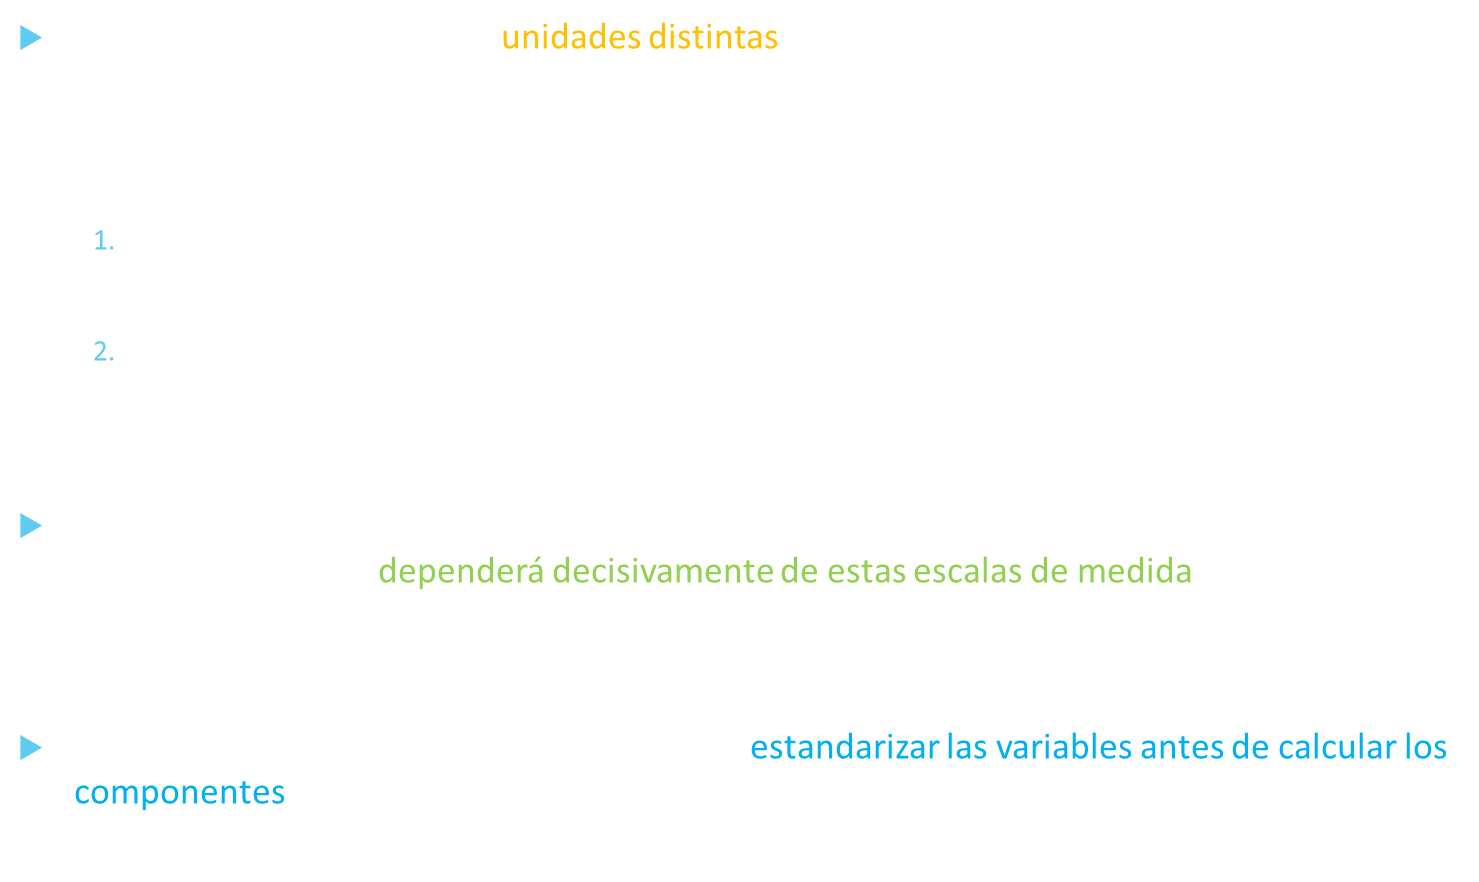 unidades distintas
1.
2.
dependerá decisivamente de estas escalas de medida
estandarizar las variables antes de calcular los
componentes